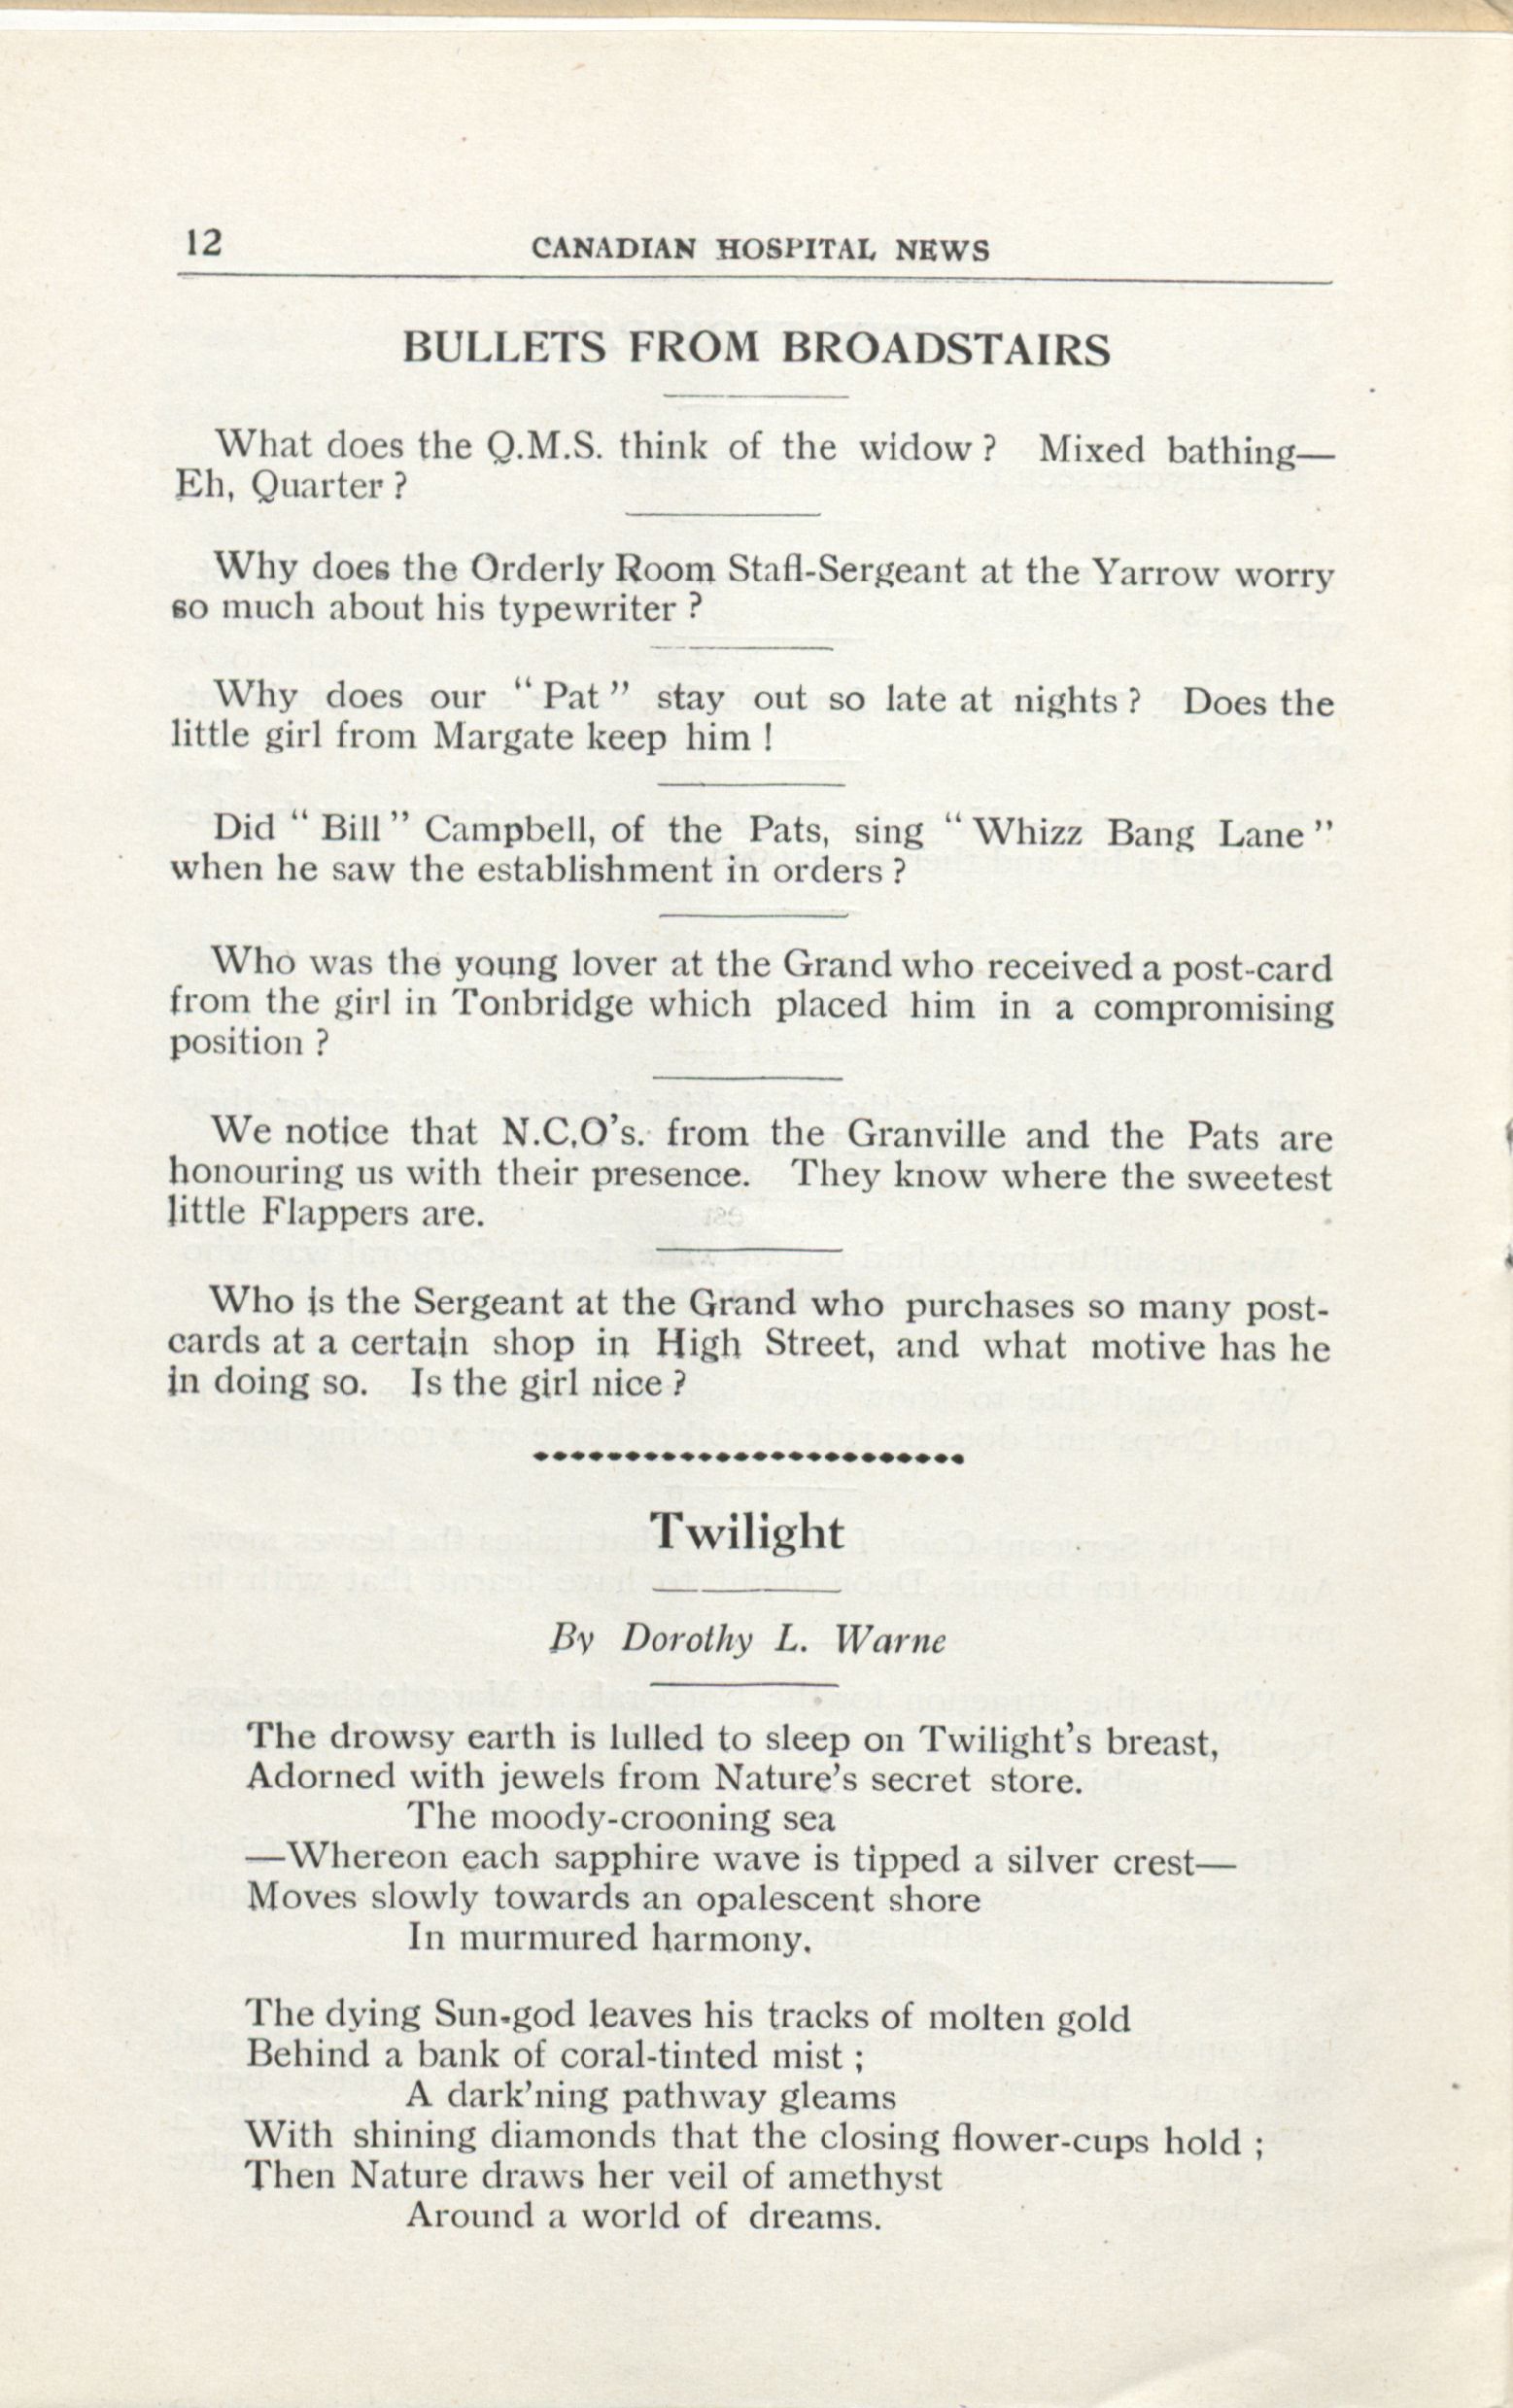 12
CANADIAN HOSPITAL NEWS
BULLETS FROM BROADSTAIRS
What does the Q.M.S. think of the widow ? Mixed bathing—
Eh, Quarter ?
Why does the Orderly Room Stafl-Sergeant at the Yarrow worry
so much about his typewriter ?
Why does our “ Pat ” stay out so late at nights ? Does the
little girl from Margate keep him !
Did “ Bill ” Campbell, of the Pats, sing “ Whizz Bang Lane ”
when he saw the establishment in orders ?
Who was the young lover at the Grand who received a post-card
from the girl in Tonbridge which placed him in a compromising
position ?
We notice that N.C,O’s. from the Granville and the Pats are
honouring us with their presence. They know where the sweetest
little Flappers are.
Who is the Sergeant at the Grand who purchases so many post-
cards at a certain shop in High Street, and what motive has he
in doing so. Is the girl nice ?
Twilight
By Dorothy L. Warne
The drowsy earth is lulled to sleep on Twilight’s breast,
Adorned with jewels from Nature’s secret store.
The moody-crooning sea
—Whereon each sapphire wave is tipped a silver crest—
Moves slowly towards an opalescent shore
In murmured harmony.
The dying Sun-god leaves his tracks of molten gold
Behind a bank of coral-tinted mist ;
A dark’ning pathway gleams
With shining diamonds that the closing flower-cups hold ;
Then Nature draws her veil of amethyst
Around a world of dreams.